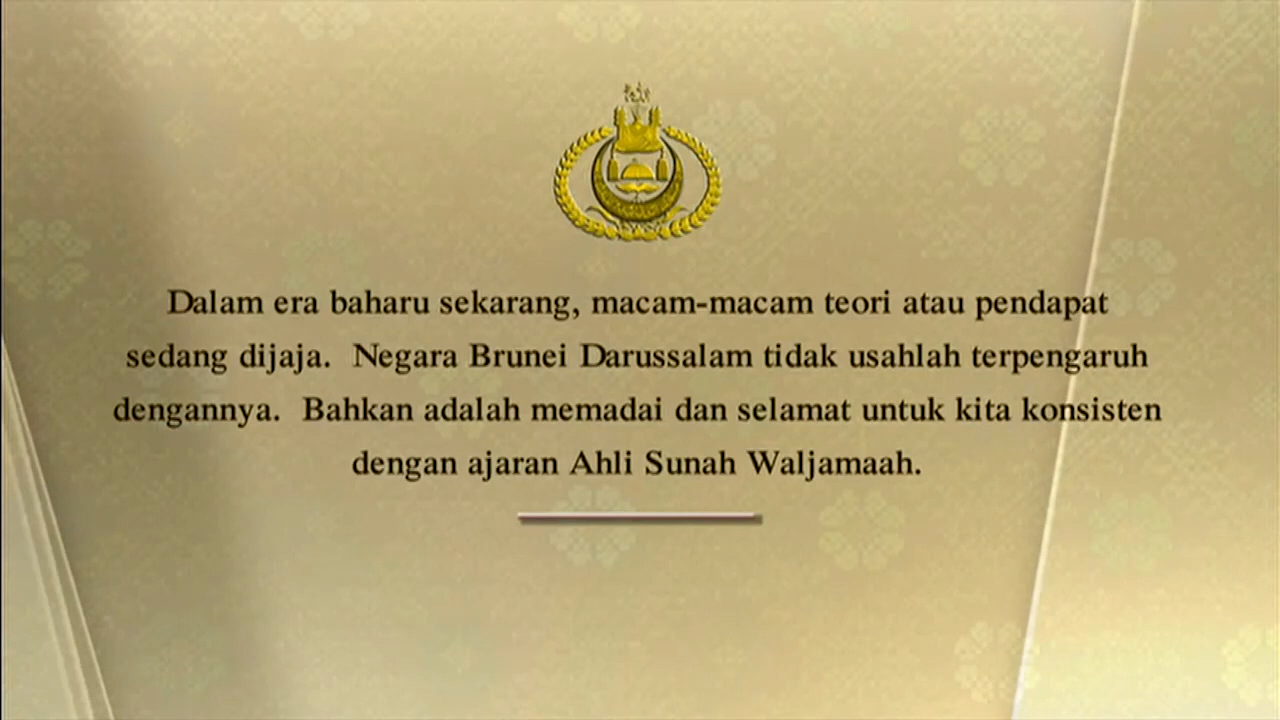 Dalam era baharu sekarang, macam-macam teori atau pendapat
sedang dijaja.  Negara Brunei Darussalam tidak usahlah terpengaruh
dengannya.  Bahkan adalah memadai dan selamat untuk kita konsisten
dengan ajaran Ahli Sunah Waljamaah.